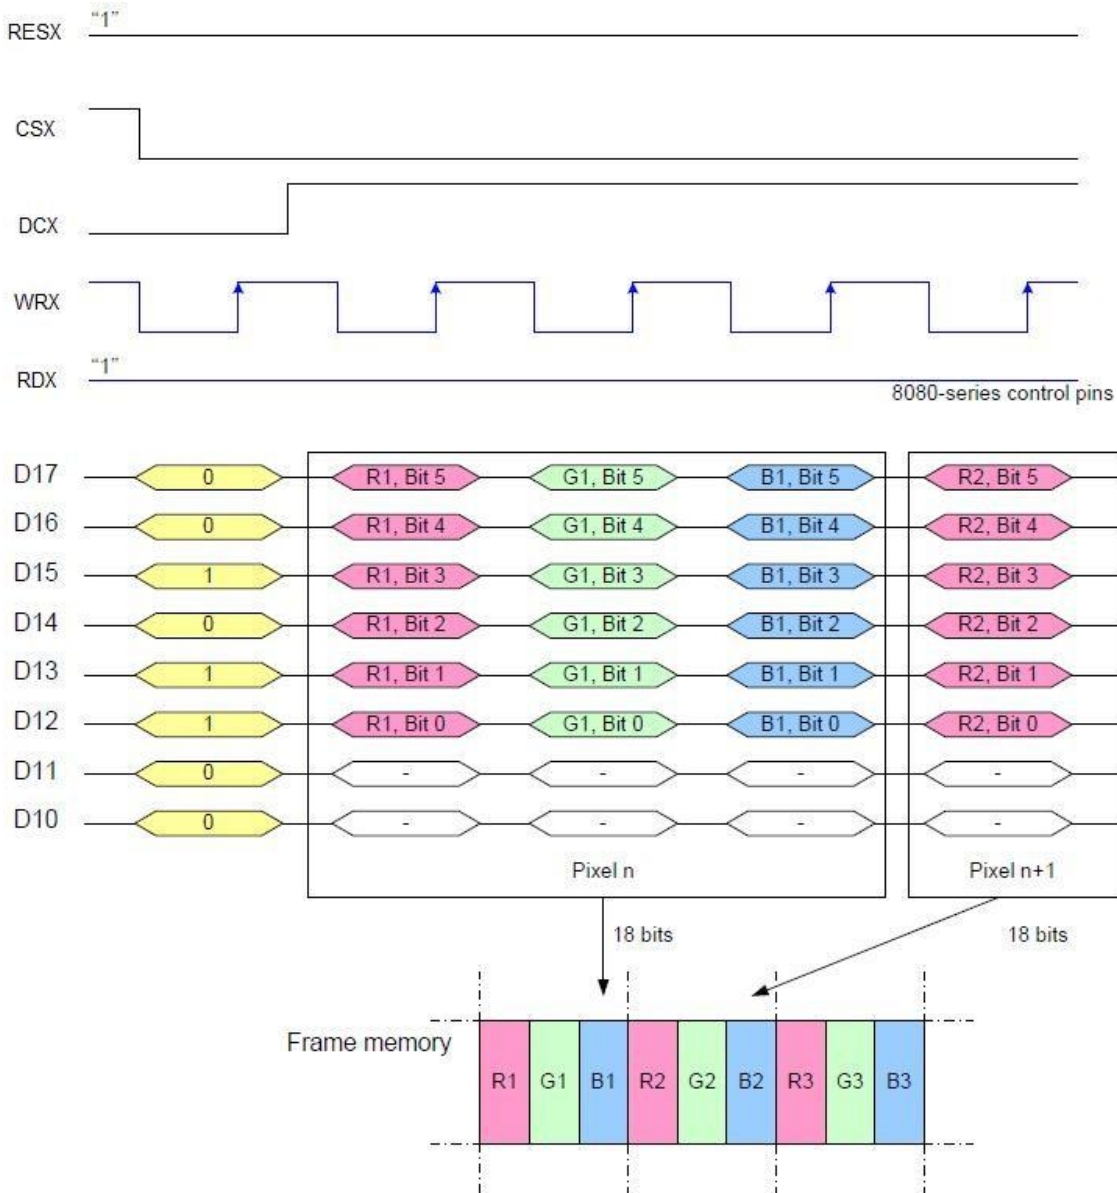 RESX “1”
CSX
DCX
WRX
RDX “1”
8080-series control pins
D17 0 R1, Bit 5 G1, Bit 5 B1, Bit 5 R2, Bit 5
D16 0 R1, Bit 4 G1, Bit 4 B1, Bit 4 R2, Bit 4
D15 1 R1, Bit 3 G1, Bit 3 B1, Bit 3 R2, Bit 3
D14 0 R1, Bit 2 G1, Bit 2 B1, Bit 2 R2, Bit 2
D13 1 R1, Bit 1 G1, Bit 1 B1, Bit 1 R2, Bit 1
D12 1 R1, Bit 0 G1, Bit 0 B1, Bit 0 R2, Bit 0
D11 0 - - - -
D10 0 - - - -
Pixel n Pixel n+1
18 bits 18 bits
Frame memory
R1 G1 B1 R2 G2 B2 R3 G3 B3